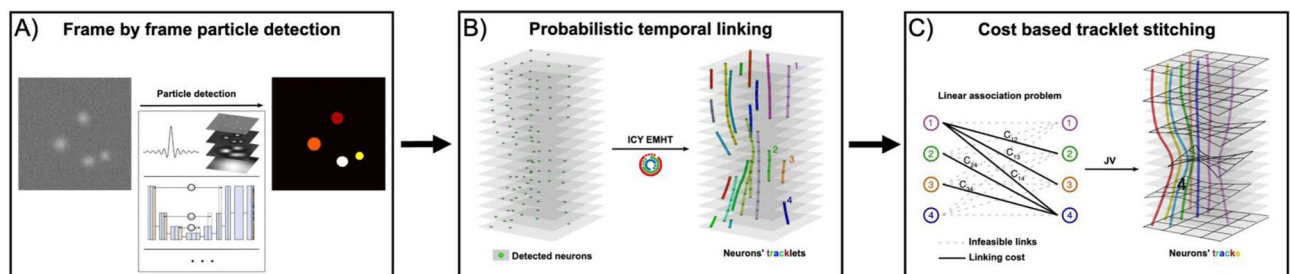 A) Frame by frame particle detection
Particle detection
. . .
B) Probabilistic temporal linking
1
ICY EMHT
2
3
4
Detected neurons
Neurons' tracklets
C) Cost based tracklet stitching
Linear association problem
1
1
C12
2
2
C13
C24
C14
JV
3
3
C34
4
4
4
Infeasible links
Linking cost
Neurons' tracks